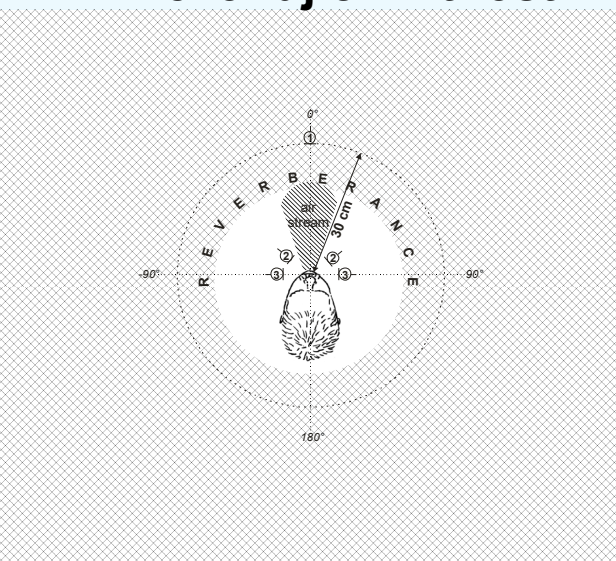 0°
①
REVERBERANCE
air
stream
30 cm
② ②
-90° ③ ③ 90°
180°